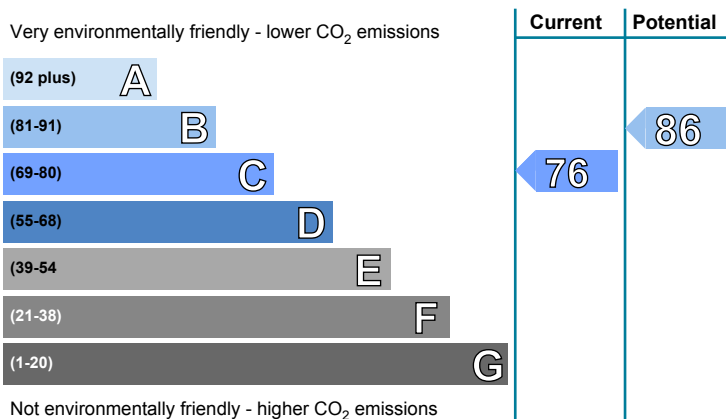 Current Potential
Very environmentally friendly - lower CO2 emissions
(92 plus) A
(81-91) B 86
(69-80) C 76
(55-68) D
(39-54 E
(21-38) F
(1-20) G
Not environmentally friendly - higher CO2 emissions